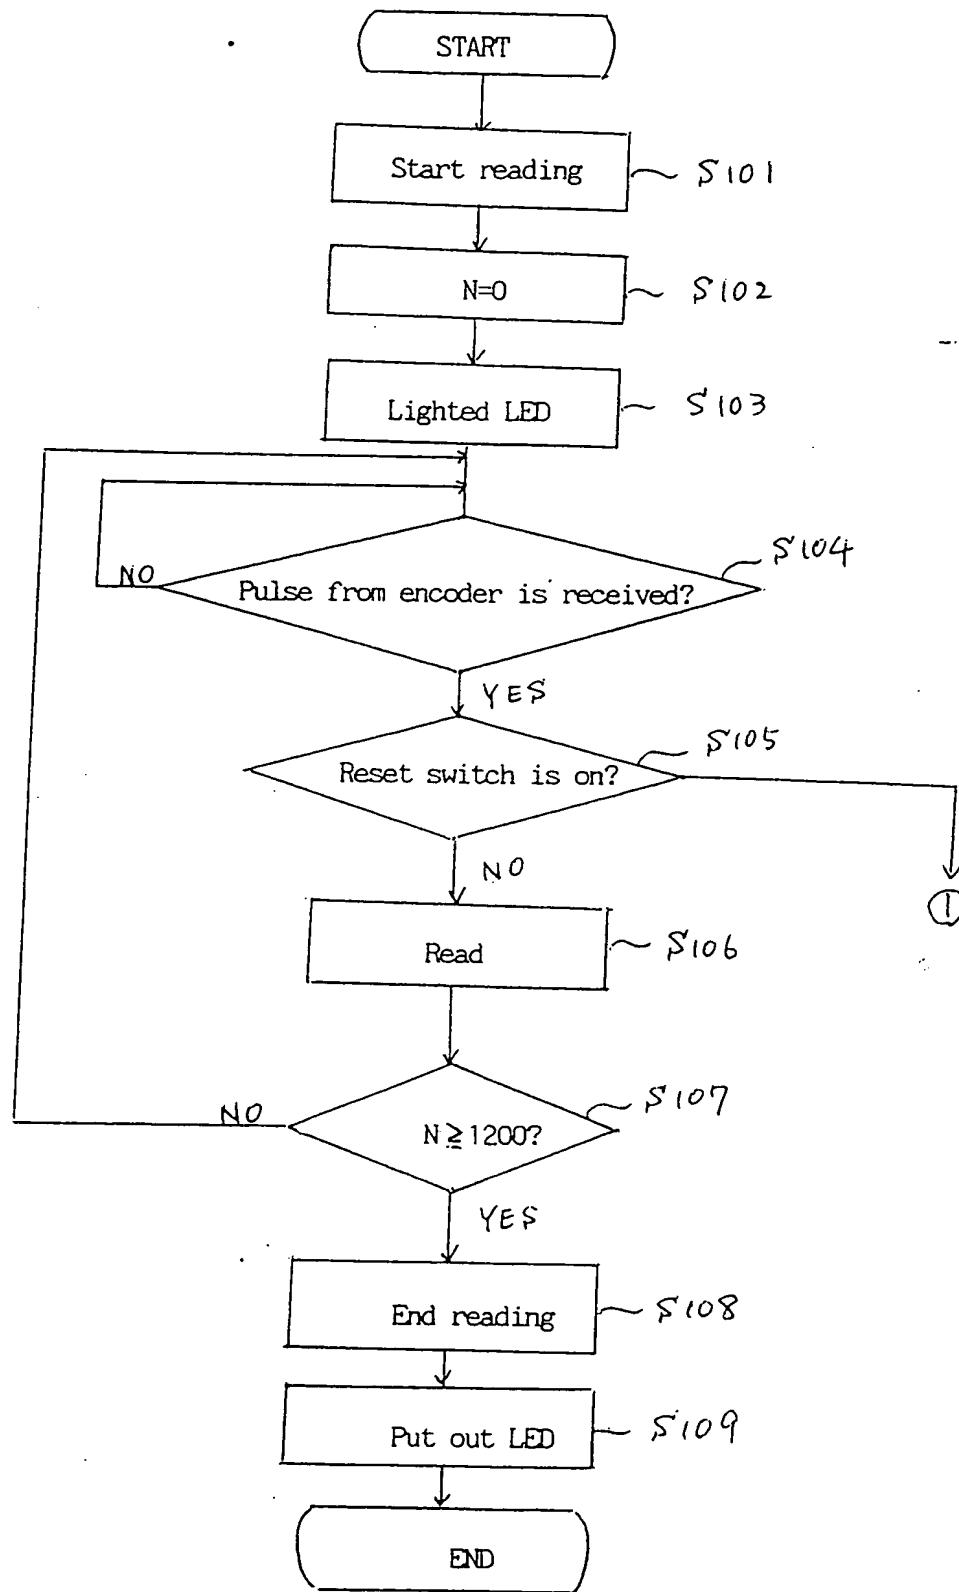 START
Start reading
S101
N=0
S102
Lighted LED
S103
S104
NO
Pulse from encoder is received?
YES
S105
Reset switch is on?
NO
1
Read
S106
S107
NO
N≧1200?
YES
End reading
S108
Put out LED
S109
END